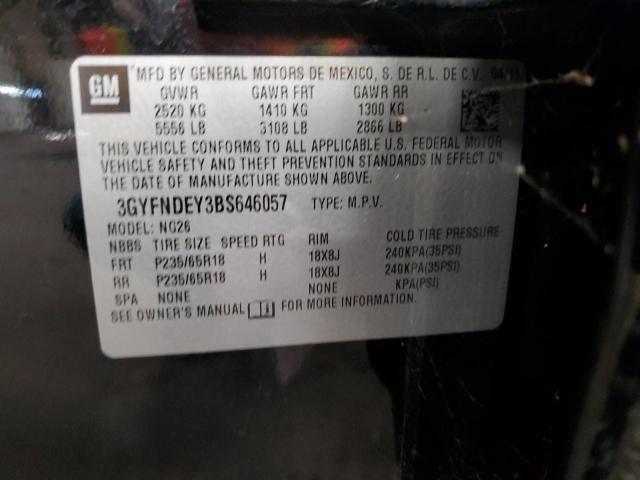 GM
MFD BY GENERAL MOTORS DE MEXICO, S. DE R.L. DE C.V. 04/11
GVWR GAWR FRT GAWR RR
2520 KG 1410 KG 1300 KG
5556 LB 3108 LB 2866 LB
THIS VEHICLE CONFORMS TO ALL APPLICABLE U.S. FEDERAL MOTOR
VEHICLE SAFETY AND THEFT PREVENTION STANDARDS IN EFFECT ON
THE DATE OF MANUFACTURE SHOWN ABOVE.
3GYFNDEY3BS646057 TYPE: M.P.V.
MODEL: NG26
NBBS TIRE SIZE SPEED RTG RIM COLD TIRE PRESSURE
FRT P235/65R18 H 18X8J 240KPA(35PSI)
RR P235/65R18 H 18X8J 240KPA(35PSI)
SPA NONE NONE KPA(PSI)
SEE OWNER'S MANUAL FOR MORE INFORMATION.